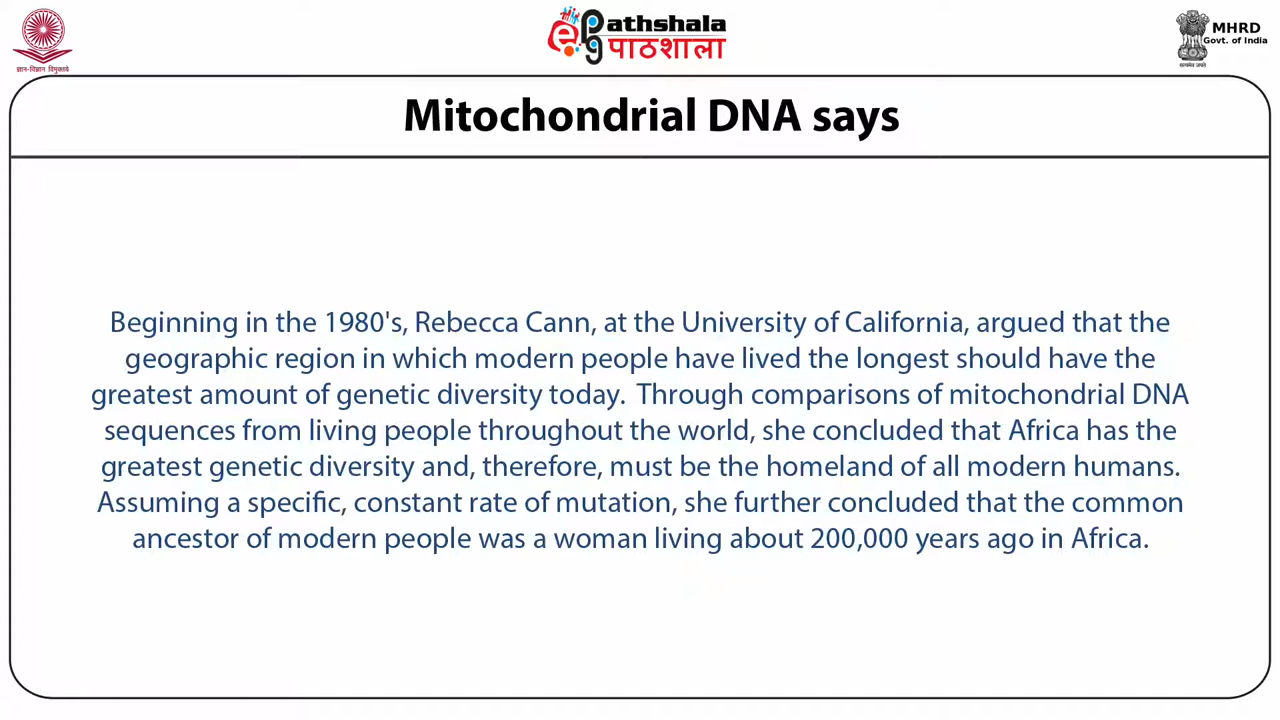 ज्ञान-विज्ञान विमुक्तये
ePG Pathshala
पाठशाला
MHRD
Govt. of India
सत्यमेव जयते
Mitochondrial DNA says
Beginning in the 1980's, Rebecca Cann, at the University of California, argued that the
geographic region in which modern people have lived the longest should have the
greatest amount of genetic diversity today.  Through comparisons of mitochondrial DNA
sequences from living people throughout the world, she concluded that Africa has the
greatest genetic diversity and, therefore, must be the homeland of all modern humans.
Assuming a specific, constant rate of mutation, she further concluded that the common
ancestor of modern people was a woman living about 200,000 years ago in Africa.